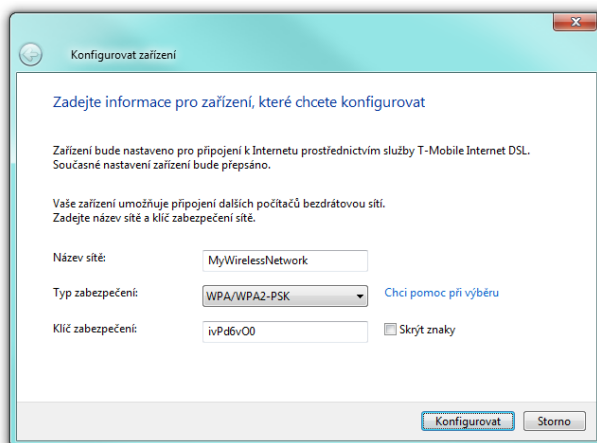 Konfigurovat zařízení
Zadejte informace pro zařízení, které chcete konfigurovat
Zařízení bude nastaveno pro připojení k Internetu prostřednictvím služby T-Mobile Internet DSL.
Současné nastavení zařízení bude přepsáno.
Vaše zařízení umožňuje připojení dalších počítačů bezdrátovou sítí.
Zadejte název sítě a klíč zabezpečení sítě.
Název sítě: MyWirelessNetwork
Typ zabezpečení: WPA/WPA2-PSK Chci pomoc při výběru
Klíč zabezpečení: ivPd6vO0 Skrýt znaky
Konfigurovat Storno